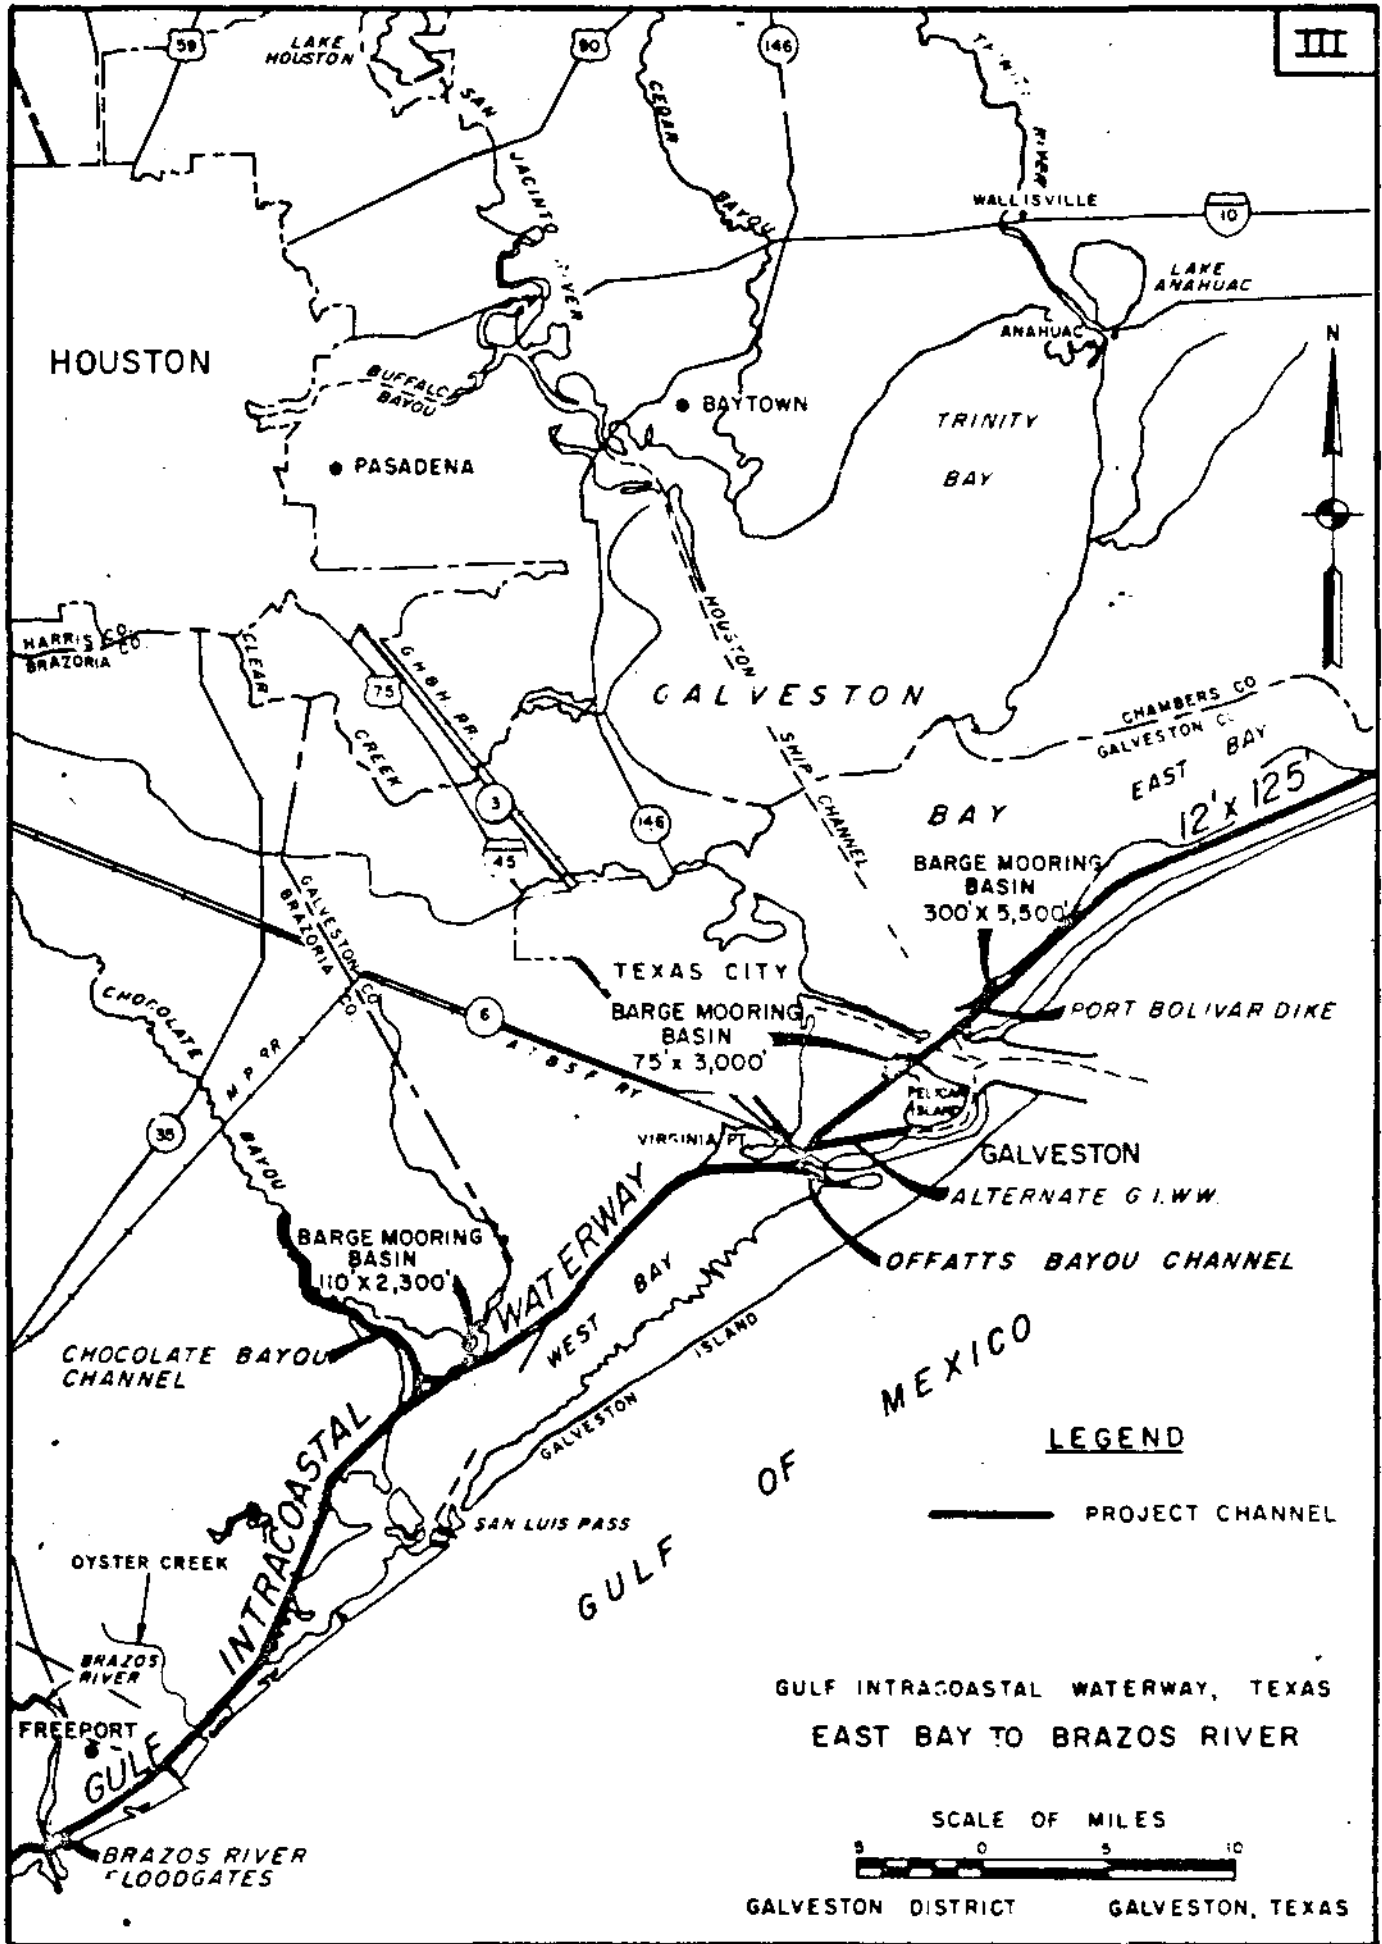 III
59
LAKE
HOUSTON
90
146
SAN
JACINTO
RIVER
CEDAR
BAYOU
RIVER
WALLISVILLE
10
LAKE
ANAHUAC
ANAHUAC
N
HOUSTON
BUFFALO
BAYOU
BAYTOWN
TRINITY
BAY
PASADENA
HARRIS CO.
BRAZORIA CO.
CLEAR
CREEK
75
G.H.&H. RR.
HOUSTON
SHIP CHANNEL
GALVESTON
BAY
CHAMBERS CO
GALVESTON
EAST BAY
12' x 125'
3
45
146
BARGE MOORING
BASIN
300' X 5,500'
GALVESTON CO.
BRAZORIA CO.
TEXAS CITY
BARGE MOORING
BASIN
75' x 3,000'
PORT BOLIVAR DIKE
CHOCOLATE
BAYOU
M.P. RR
6
A.T.&S.F. RY
35
PELICAN
ISLAND
VIRGINIA PT.
GALVESTON
ALTERNATE G.I.W.W.
OFFATTS BAYOU CHANNEL
BARGE MOORING
BASIN
110' X 2,300'
WATERWAY
WEST BAY
GALVESTON ISLAND
CHOCOLATE BAYOU
CHANNEL
GULF OF MEXICO
LEGEND
PROJECT CHANNEL
INTRACOASTAL
SAN LUIS PASS
OYSTER CREEK
BRAZOS
RIVER
FREEPORT
GULF
BRAZOS RIVER
FLOODGATES
GULF INTRACOASTAL WATERWAY, TEXAS
EAST BAY TO BRAZOS RIVER
SCALE OF MILES
5 0 5 10
GALVESTON DISTRICT GALVESTON, TEXAS